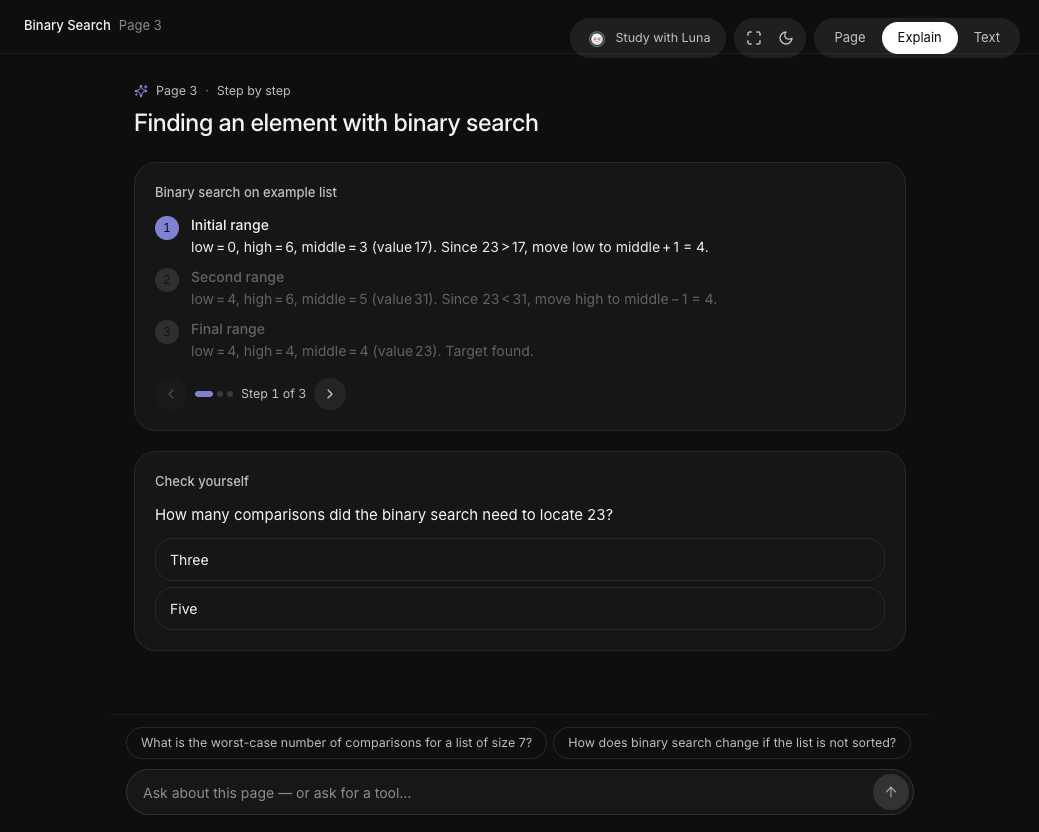 Binary Search Page 3
Study with Luna
Page Explain Text
Page 3 · Step by step
Finding an element with binary search
Binary search on example list
1 Initial range
low = 0, high = 6, middle = 3 (value 17). Since 23 > 17, move low to middle + 1 = 4.
2 Second range
low = 4, high = 6, middle = 5 (value 31). Since 23 < 31, move high to middle − 1 = 4.
3 Final range
low = 4, high = 4, middle = 4 (value 23). Target found.
Step 1 of 3
Check yourself
How many comparisons did the binary search need to locate 23?
Three
Five
What is the worst-case number of comparisons for a list of size 7? How does binary search change if the list is not sorted?
Ask about this page — or ask for a tool...